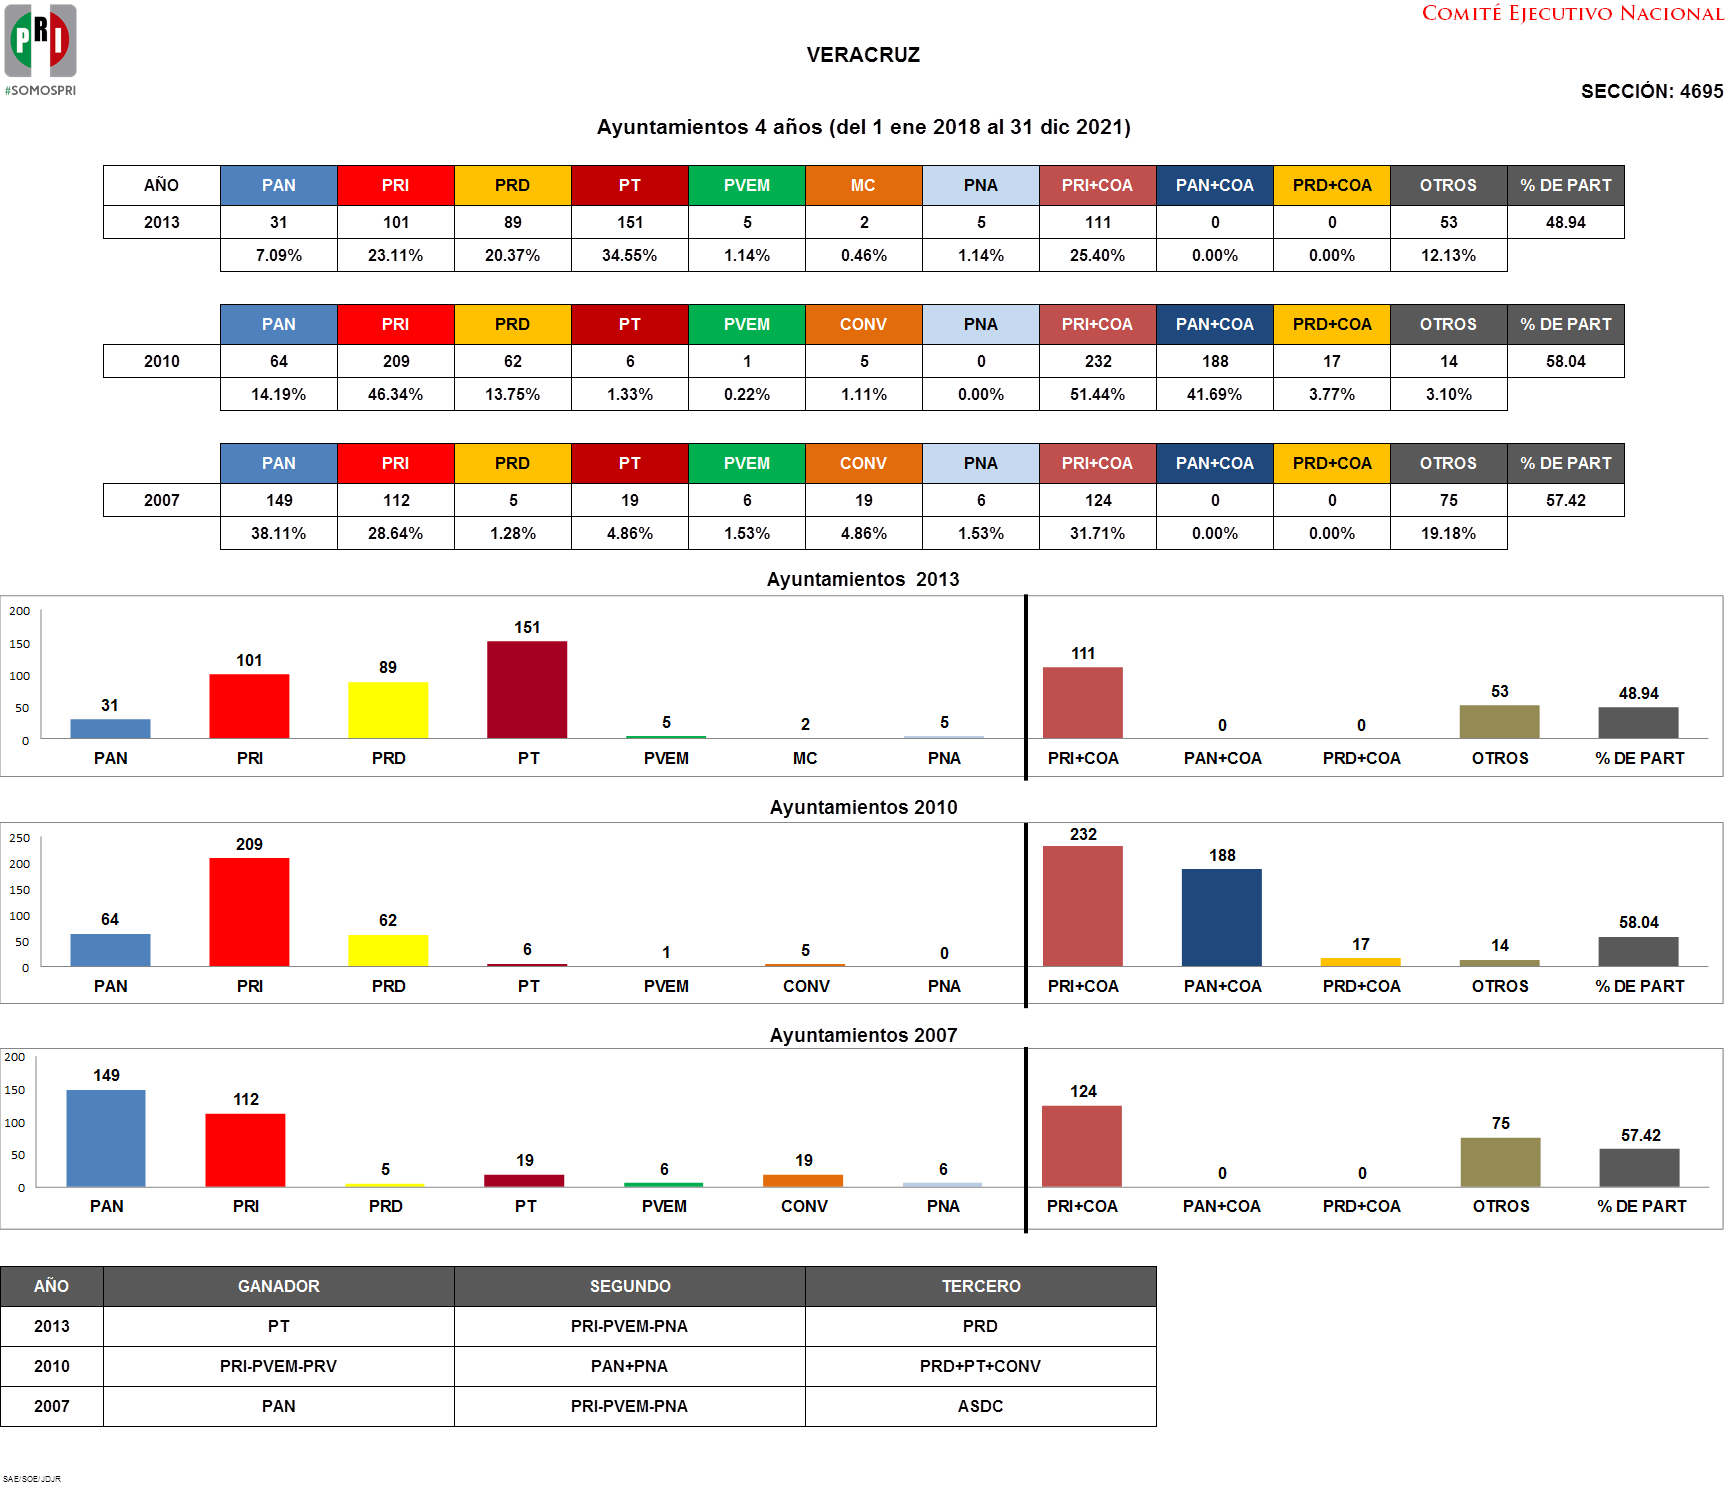 PRI
#SOMOSPRI
COMITÉ EJECUTIVO NACIONAL
VERACRUZ
SECCIÓN: 4695
Ayuntamientos 4 años (del 1 ene 2018 al 31 dic 2021)
AÑO PAN PRI PRD PT PVEM MC PNA PRI+COA PAN+COA PRD+COA OTROS % DE PART
2013 31 101 89 151 5 2 5 111 0 0 53 48.94
7.09% 23.11% 20.37% 34.55% 1.14% 0.46% 1.14% 25.40% 0.00% 0.00% 12.13%
PAN PRI PRD PT PVEM CONV PNA PRI+COA PAN+COA PRD+COA OTROS % DE PART
2010 64 209 62 6 1 5 0 232 188 17 14 58.04
14.19% 46.34% 13.75% 1.33% 0.22% 1.11% 0.00% 51.44% 41.69% 3.77% 3.10%
PAN PRI PRD PT PVEM CONV PNA PRI+COA PAN+COA PRD+COA OTROS % DE PART
2007 149 112 5 19 6 19 6 124 0 0 75 57.42
38.11% 28.64% 1.28% 4.86% 1.53% 4.86% 1.53% 31.71% 0.00% 0.00% 19.18%
Ayuntamientos 2013
200
150
100
50
0
31 101 89 151 5 2 5 111 0 0 53 48.94
PAN PRI PRD PT PVEM MC PNA PRI+COA PAN+COA PRD+COA OTROS % DE PART
Ayuntamientos 2010
250
200
150
100
50
0
64 209 62 6 1 5 0 232 188 17 14 58.04
PAN PRI PRD PT PVEM CONV PNA PRI+COA PAN+COA PRD+COA OTROS % DE PART
Ayuntamientos 2007
200
150
100
50
0
149 112 5 19 6 19 6 124 0 0 75 57.42
PAN PRI PRD PT PVEM CONV PNA PRI+COA PAN+COA PRD+COA OTROS % DE PART
AÑO GANADOR SEGUNDO TERCERO
2013 PT PRI-PVEM-PNA PRD
2010 PRI-PVEM-PRV PAN+PNA PRD+PT+CONV
2007 PAN PRI-PVEM-PNA ASDC
SAE/SOE/JDJR